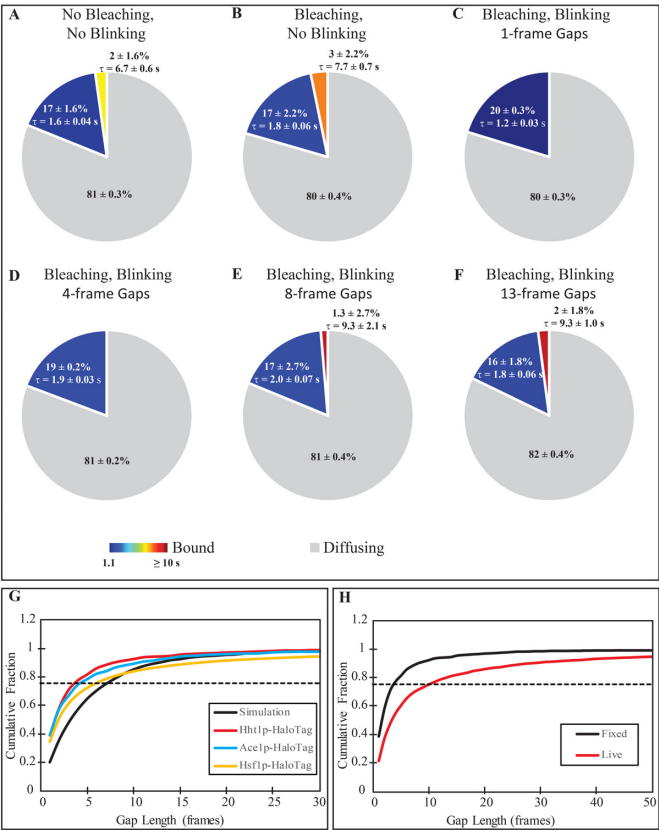 A
No Bleaching,
No Blinking
2 ± 1.6%
τ = 6.7 ± 0.6 s
17 ± 1.6%
τ = 1.6 ± 0.04 s
81 ± 0.3%
B
Bleaching,
No Blinking
3 ± 2.2%
τ = 7.7 ± 0.7 s
17 ± 2.2%
τ = 1.8 ± 0.06 s
80 ± 0.4%
C
Bleaching, Blinking
1-frame Gaps
20 ± 0.3%
τ = 1.2 ± 0.03 s
80 ± 0.3%
D
Bleaching, Blinking
4-frame Gaps
19 ± 0.2%
τ = 1.9 ± 0.03 s
81 ± 0.2%
E
Bleaching, Blinking
8-frame Gaps
1.3 ± 2.7%
τ = 9.3 ± 2.1 s
17 ± 2.7%
τ = 2.0 ± 0.07 s
81 ± 0.4%
F
Bleaching, Blinking
13-frame Gaps
2 ± 1.8%
τ = 9.3 ± 1.0 s
16 ± 1.8%
τ = 1.8 ± 0.06 s
82 ± 0.4%
Bound
1.1 ≥ 10 s
Diffusing
G
Cumulative Fraction
1.2
1
0.8
0.6
0.4
0.2
0
Simulation
Hht1p-HaloTag
Ace1p-HaloTag
Hsf1p-HaloTag
0 5 10 15 20 25 30
Gap Length (frames)
H
Cumulative Fraction
1.2
1
0.8
0.6
0.4
0.2
0
Fixed
Live
0 10 20 30 40 50
Gap Length (frames)